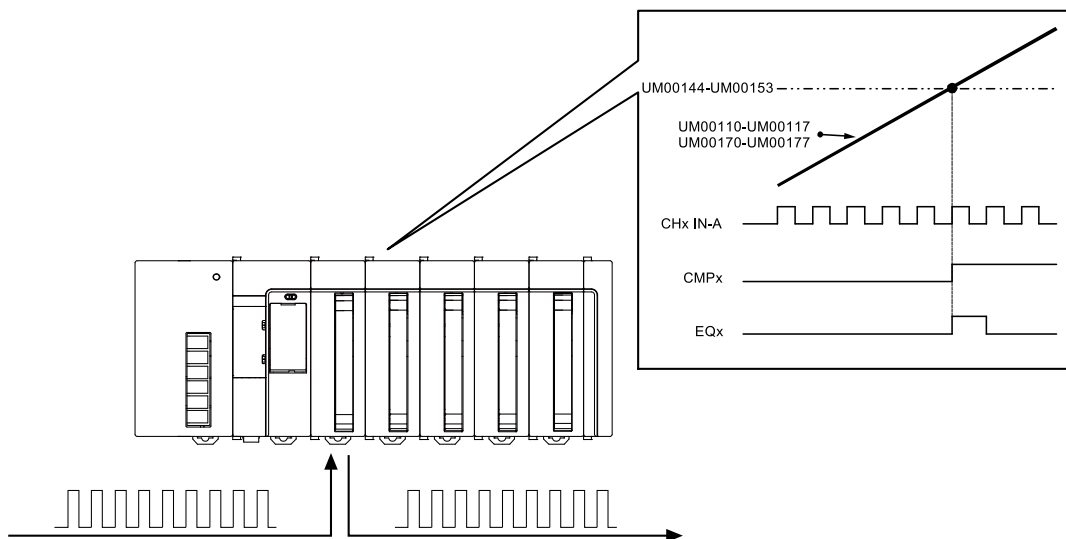 UM00144-UM00153
UM00110-UM00117
UM00170-UM00177
CHx IN-A
CMPx
EQx